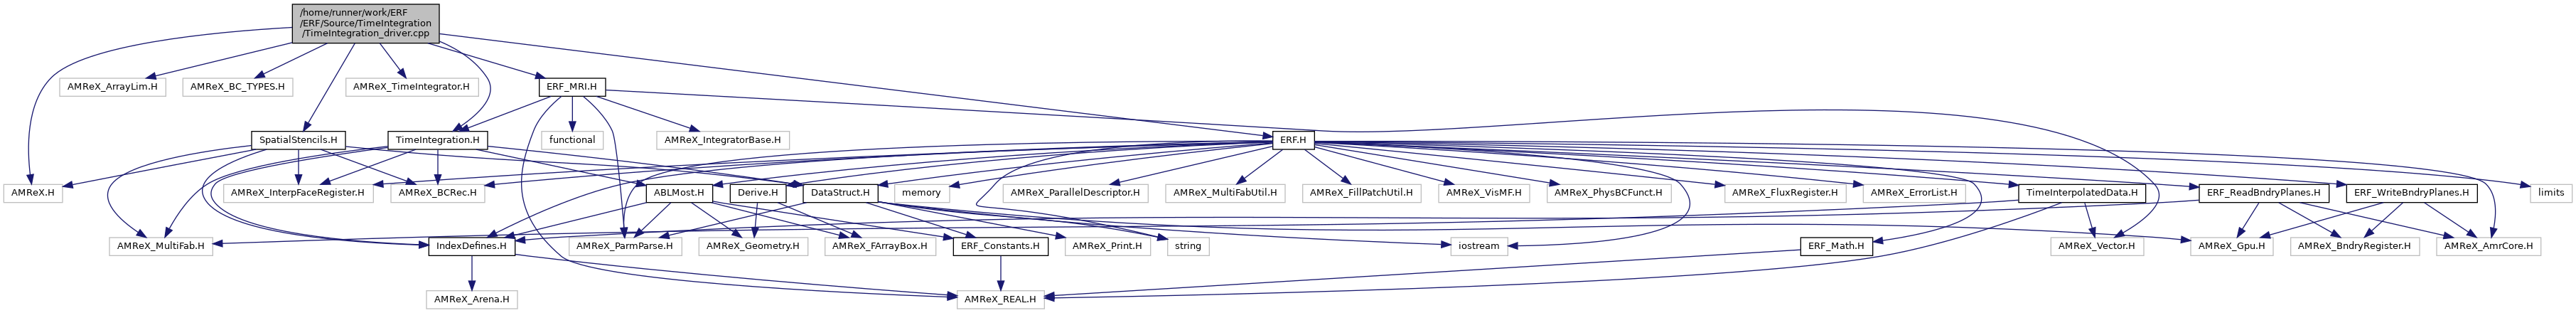 /home/runner/work/ERF
/ERF/Source/TimeIntegration
/TimeIntegration_driver.cpp
AMReX_ArrayLim.H
AMReX_BC_TYPES.H
AMReX_TimeIntegrator.H
ERF_MRI.H
SpatialStencils.H
TimeIntegration.H
functional
AMReX_IntegratorBase.H
ERF.H
AMReX.H
AMReX_InterpFaceRegister.H
AMReX_BCRec.H
ABLMost.H
Derive.H
DataStruct.H
memory
AMReX_ParallelDescriptor.H
AMReX_MultiFabUtil.H
AMReX_FillPatchUtil.H
AMReX_VisMF.H
AMReX_PhysBCFunct.H
AMReX_FluxRegister.H
AMReX_ErrorList.H
TimeInterpolatedData.H
ERF_ReadBndryPlanes.H
ERF_WriteBndryPlanes.H
limits
AMReX_MultiFab.H
IndexDefines.H
AMReX_ParmParse.H
AMReX_Geometry.H
AMReX_FArrayBox.H
ERF_Constants.H
AMReX_Print.H
string
iostream
ERF_Math.H
AMReX_Vector.H
AMReX_Gpu.H
AMReX_BndryRegister.H
AMReX_AmrCore.H
AMReX_Arena.H
AMReX_REAL.H